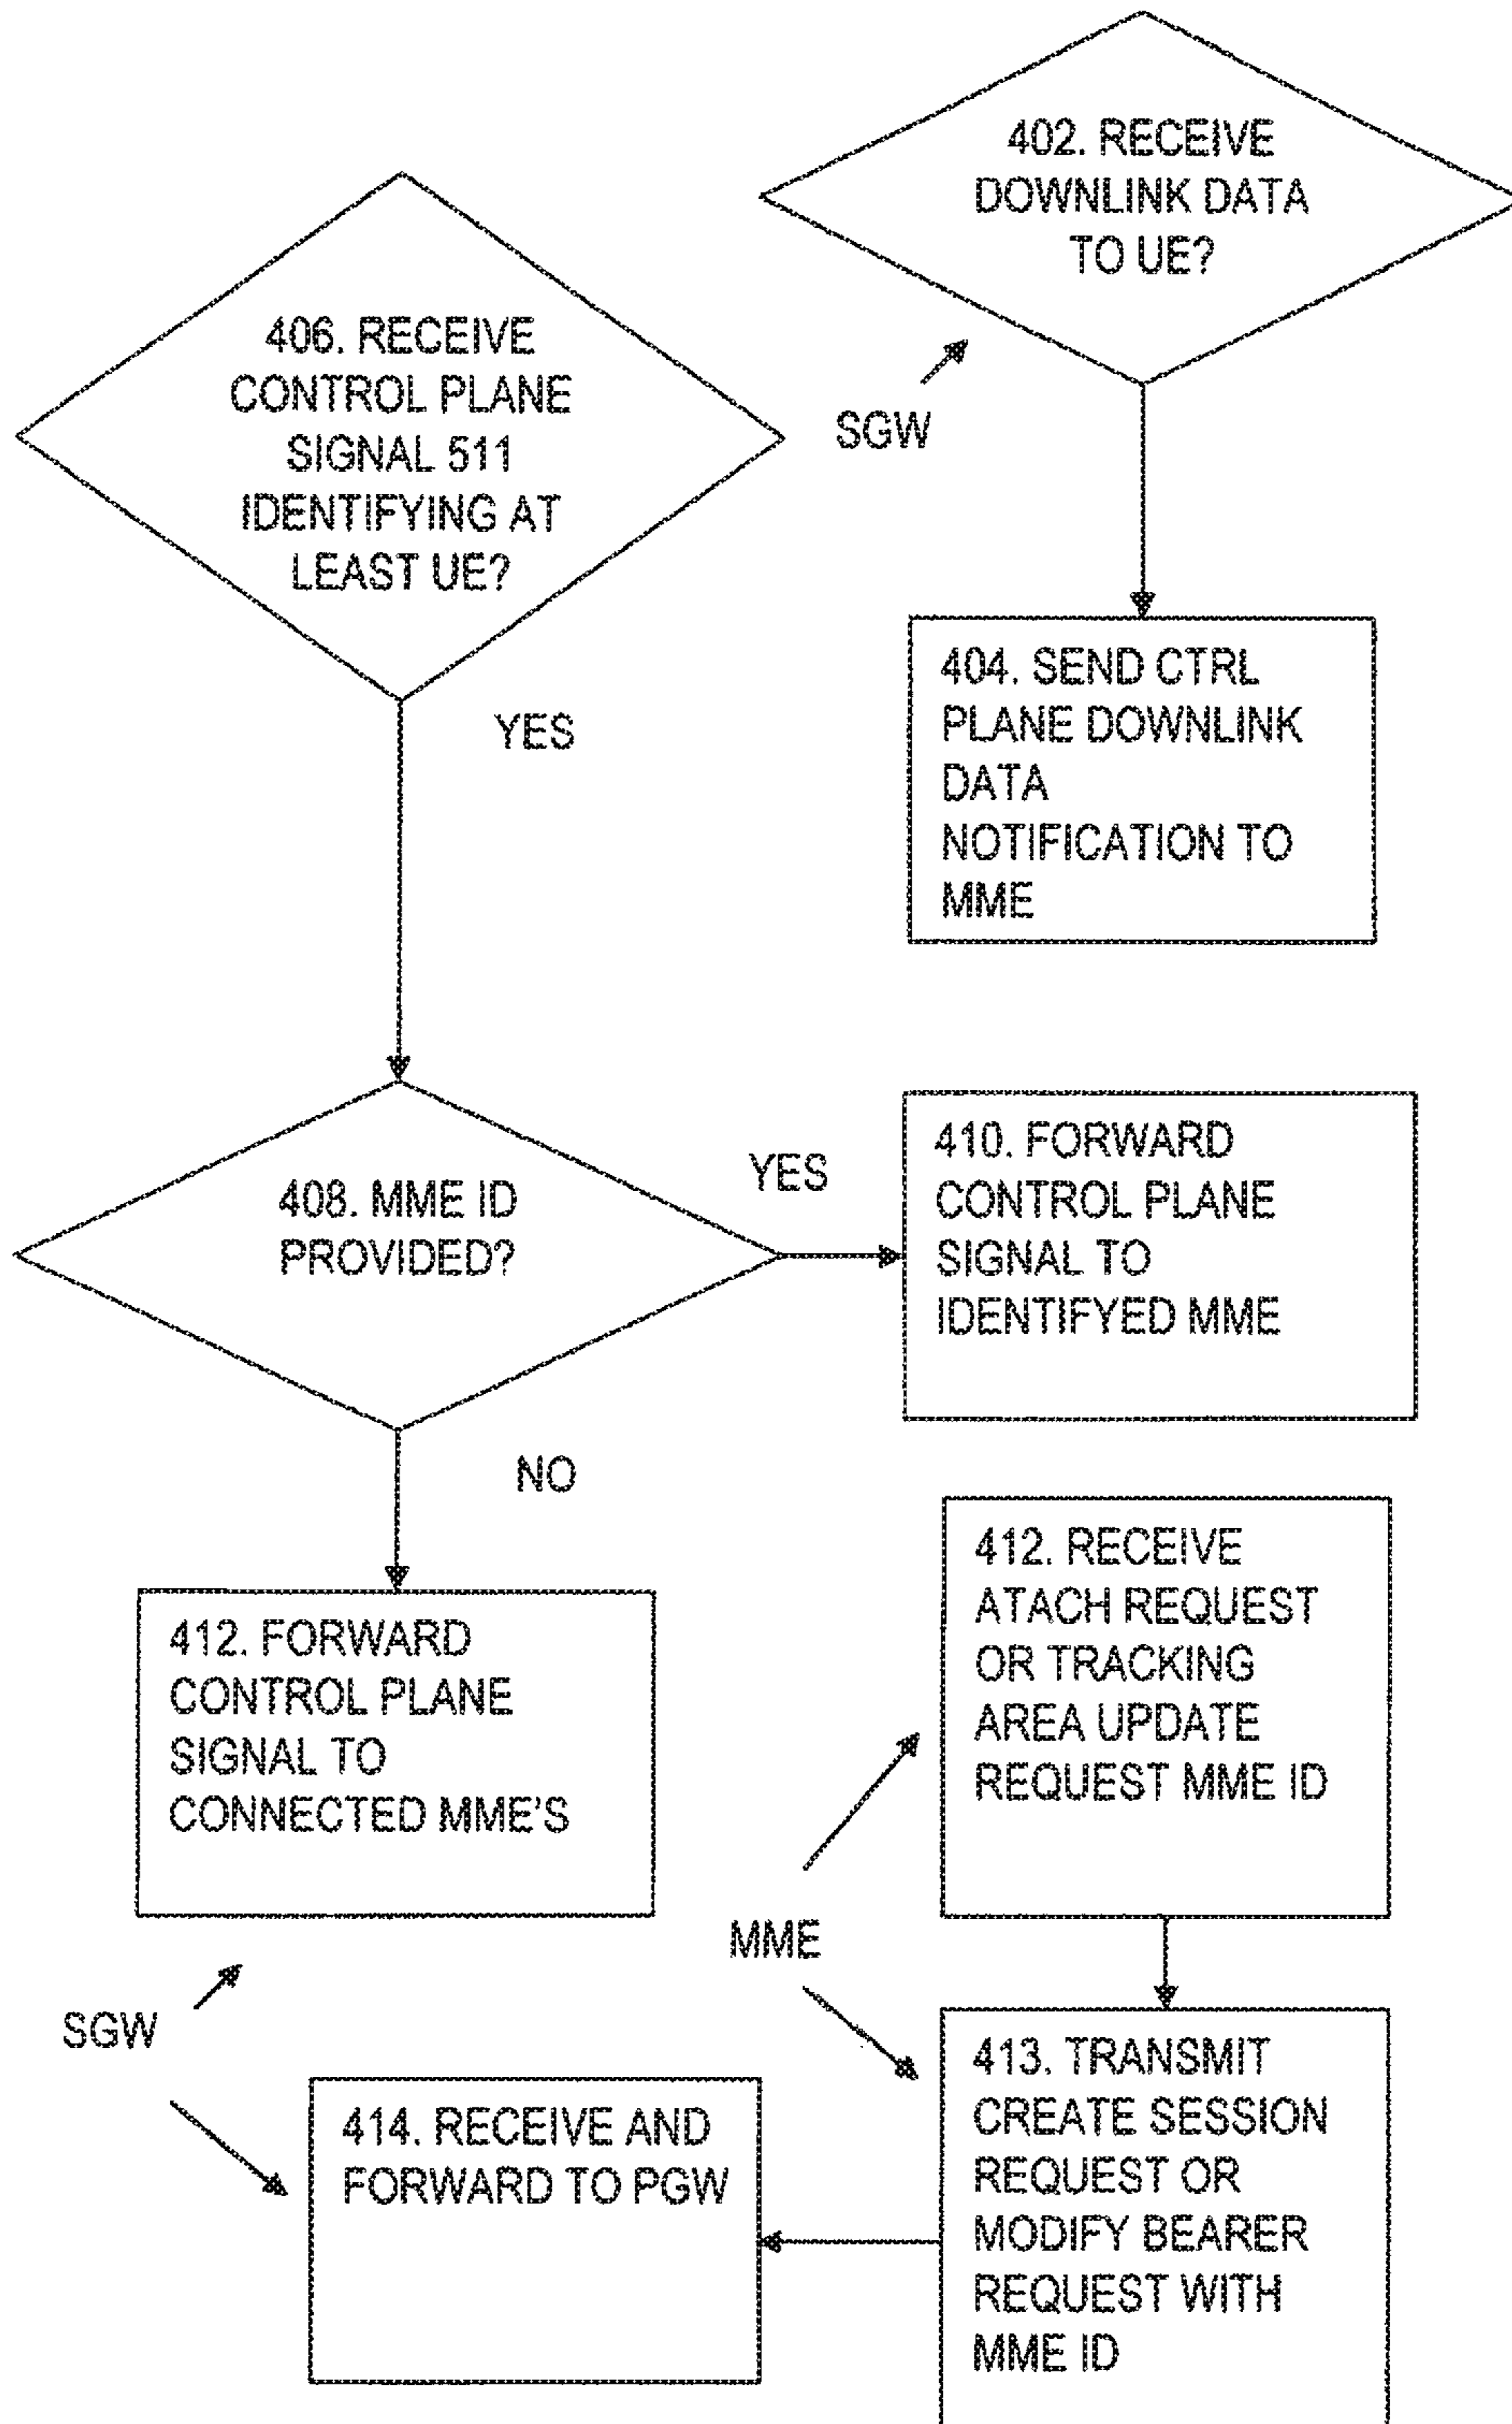 402. RECEIVE
DOWNLINK DATA
TO UE?
SGW
404. SEND CTRL
PLANE DOWNLINK
DATA
NOTIFICATION TO
MME
406. RECEIVE
CONTROL PLANE
SIGNAL 511
IDENTIFYING AT
LEAST UE?
YES
408. MME ID
PROVIDED?
YES
410. FORWARD
CONTROL PLANE
SIGNAL TO
IDENTIFYED MME
NO
412. FORWARD
CONTROL PLANE
SIGNAL TO
CONNECTED MME'S
412. RECEIVE
ATACH REQUEST
OR TRACKING
AREA UPDATE
REQUEST MME ID
MME
SGW
413. TRANSMIT
CREATE SESSION
REQUEST OR
MODIFY BEARER
REQUEST WITH
MME ID
414. RECEIVE AND
FORWARD TO PGW